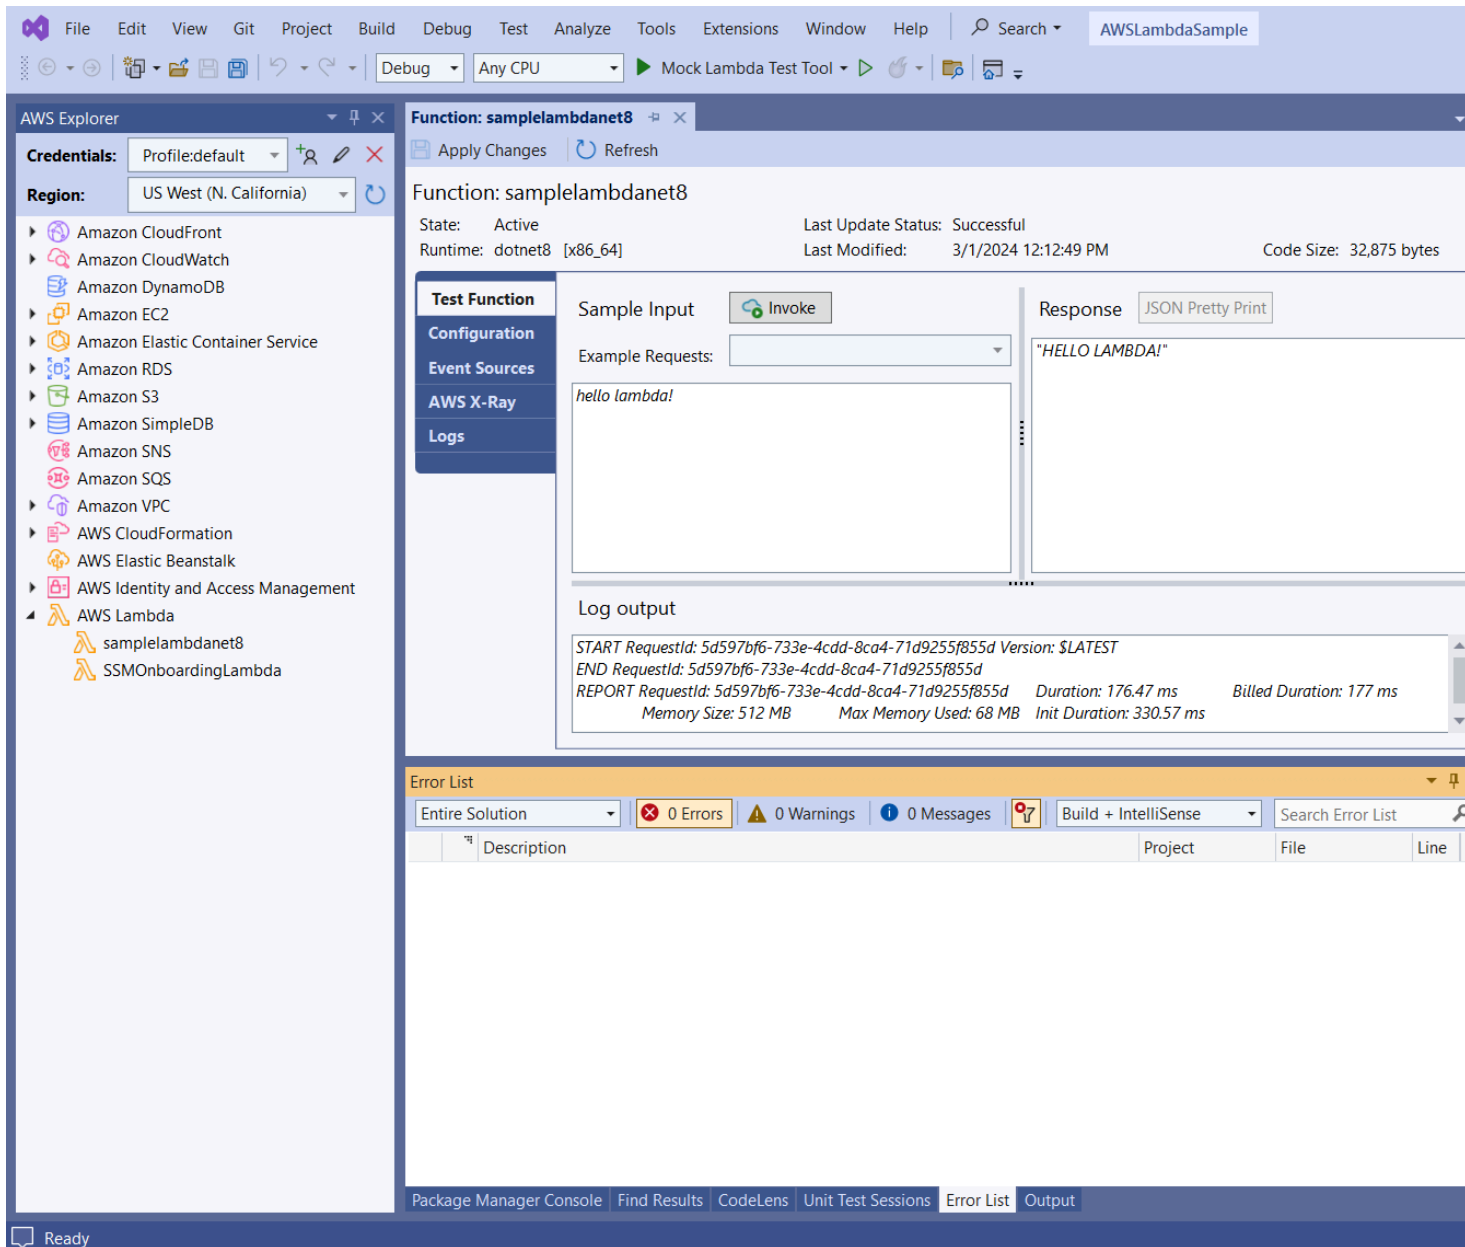 File Edit View Git Project Build Debug Test Analyze Tools Extensions Window Help Search AWSLambdaSample
Debug Any CPU Mock Lambda Test Tool
AWS Explorer
Credentials: Profile:default
Region: US West (N. California)
Amazon CloudFront
Amazon CloudWatch
Amazon DynamoDB
Amazon EC2
Amazon Elastic Container Service
Amazon RDS
Amazon S3
Amazon SimpleDB
Amazon SNS
Amazon SQS
Amazon VPC
AWS CloudFormation
AWS Elastic Beanstalk
AWS Identity and Access Management
AWS Lambda
samplelambdanet8
SSMOnboardingLambda
Function: samplelambdanet8
Apply Changes Refresh
Function: samplelambdanet8
State: Active Last Update Status: Successful
Runtime: dotnet8 [x86_64] Last Modified: 3/1/2024 12:12:49 PM Code Size: 32,875 bytes
Test Function
Configuration
Event Sources
AWS X-Ray
Logs
Sample Input Invoke
Example Requests:
hello lambda!
Response JSON Pretty Print
"HELLO LAMBDA!"
Log output
START RequestId: 5d597bf6-733e-4cdd-8ca4-71d9255f855d Version: $LATEST
END RequestId: 5d597bf6-733e-4cdd-8ca4-71d9255f855d
REPORT RequestId: 5d597bf6-733e-4cdd-8ca4-71d9255f855d Duration: 176.47 ms Billed Duration: 177 ms
Memory Size: 512 MB Max Memory Used: 68 MB Init Duration: 330.57 ms
Error List
Entire Solution 0 Errors 0 Warnings 0 Messages Build + IntelliSense Search Error List
Description Project File Line
Package Manager Console Find Results CodeLens Unit Test Sessions Error List Output
Ready